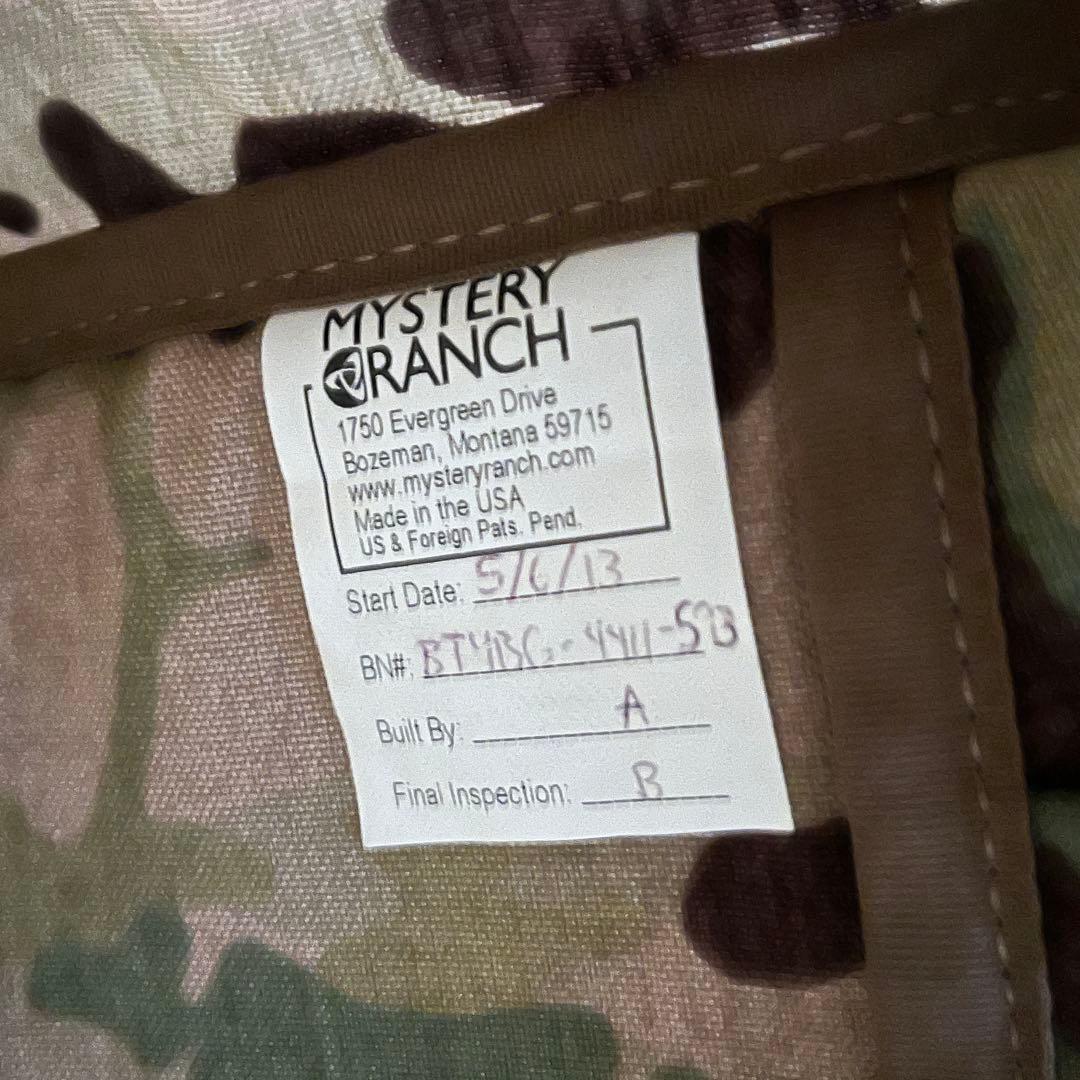 MYSTERY
RANCH
1750 Evergreen Drive
Bozeman, Montana 59715
www.mysteryranch.com
Made in the USA
US & Foreign Pats. Pend.
Start Date: 5/6/13
BN#:
Built By: A
Final Inspection: B